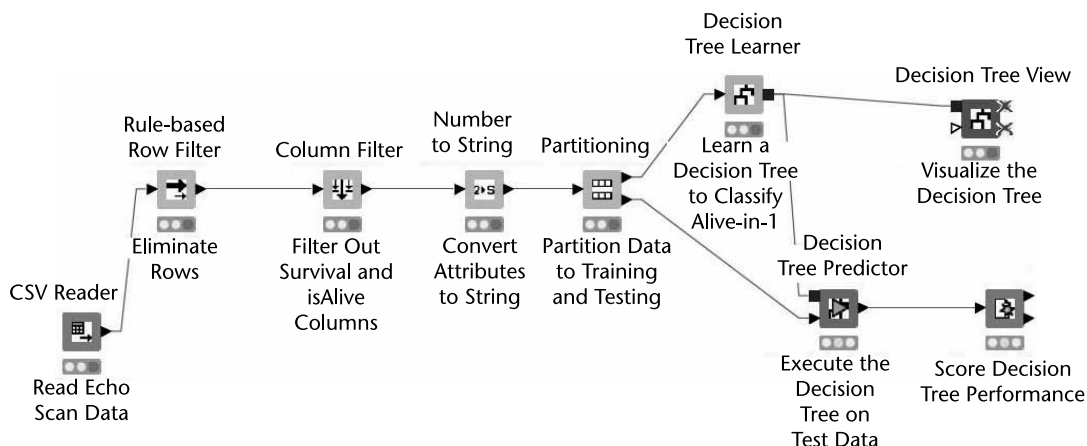 CSV Reader
Read Echo
Scan Data
Rule-based
Row Filter
Eliminate
Rows
Column Filter
Filter Out
Survival and
isAlive
Columns
Number
to String
2▸S
Convert
Attributes
to String
Partitioning
Partition Data
to Training
and Testing
Decision
Tree Learner
Learn a
Decision Tree
to Classify
Alive-in-1
Decision Tree View
Visualize the
Decision Tree
Decision
Tree Predictor
Execute the
Decision
Tree on
Test Data
Score Decision
Tree Performance